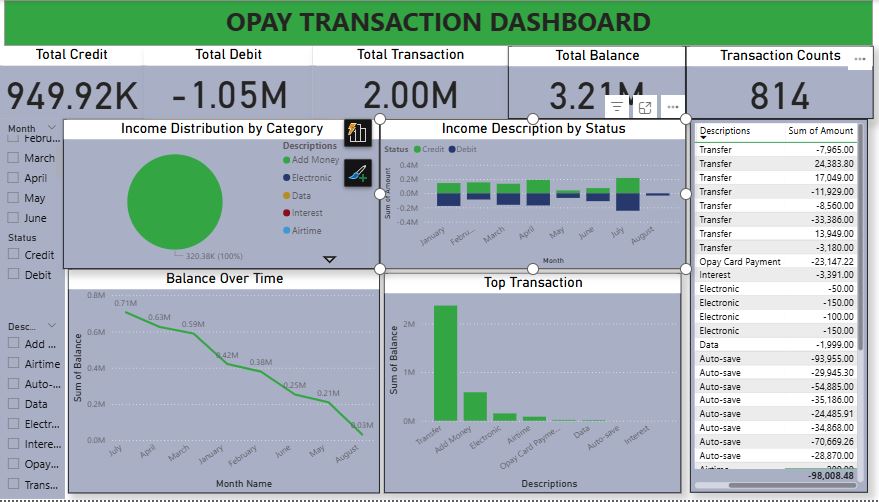 OPAY TRANSACTION DASHBOARD
Total Credit
Total Debit
Total Transaction
Total Balance
Transaction Counts
949.92K
-1.05M
2.00M
3.21M
814
Month
Febru...
March
April
May
June
Status
Credit
Debit
Desc...
Add ...
Airtime
Auto-...
Data
Electr...
Intere...
Opay...
Trans...
Income Distribution by Category
Descriptions
Add Money
Electronic
Data
Interest
Airtime
320.38K (100%)
Income Description by Status
Status Credit Debit
Sum of Amount
0.4M
0.2M
0.0M
-0.2M
-0.4M
January
Febru...
March
April
May
June
July
August
Month
Balance Over Time
Sum of Balance
0.8M
0.6M
0.4M
0.2M
0.0M
0.71M
0.63M
0.59M
0.42M
0.38M
0.25M
0.21M
0.03M
July
April
March
January
February
June
May
August
Month Name
Top Transaction
Sum of Balance
2M
1M
0M
Transfer
Add Money
Electronic
Airtime
Opay Card Payme...
Data
Auto-save
Interest
Descriptions
Descriptions Sum of Amount
Transfer -7,965.00
Transfer 24,383.80
Transfer 17,049.00
Transfer -11,929.00
Transfer -8,560.00
Transfer -33,386.00
Transfer 13,949.00
Transfer -3,180.00
Opay Card Payment -23,147.22
Interest -3,391.00
Electronic -50.00
Electronic -150.00
Electronic -100.00
Electronic -150.00
Data -1,999.00
Auto-save -93,955.00
Auto-save -29,945.30
Auto-save -54,885.00
Auto-save -35,186.00
Auto-save -24,485.91
Auto-save -34,868.00
Auto-save -70,669.26
Auto-save -28,870.00
Airtime
-98,008.48